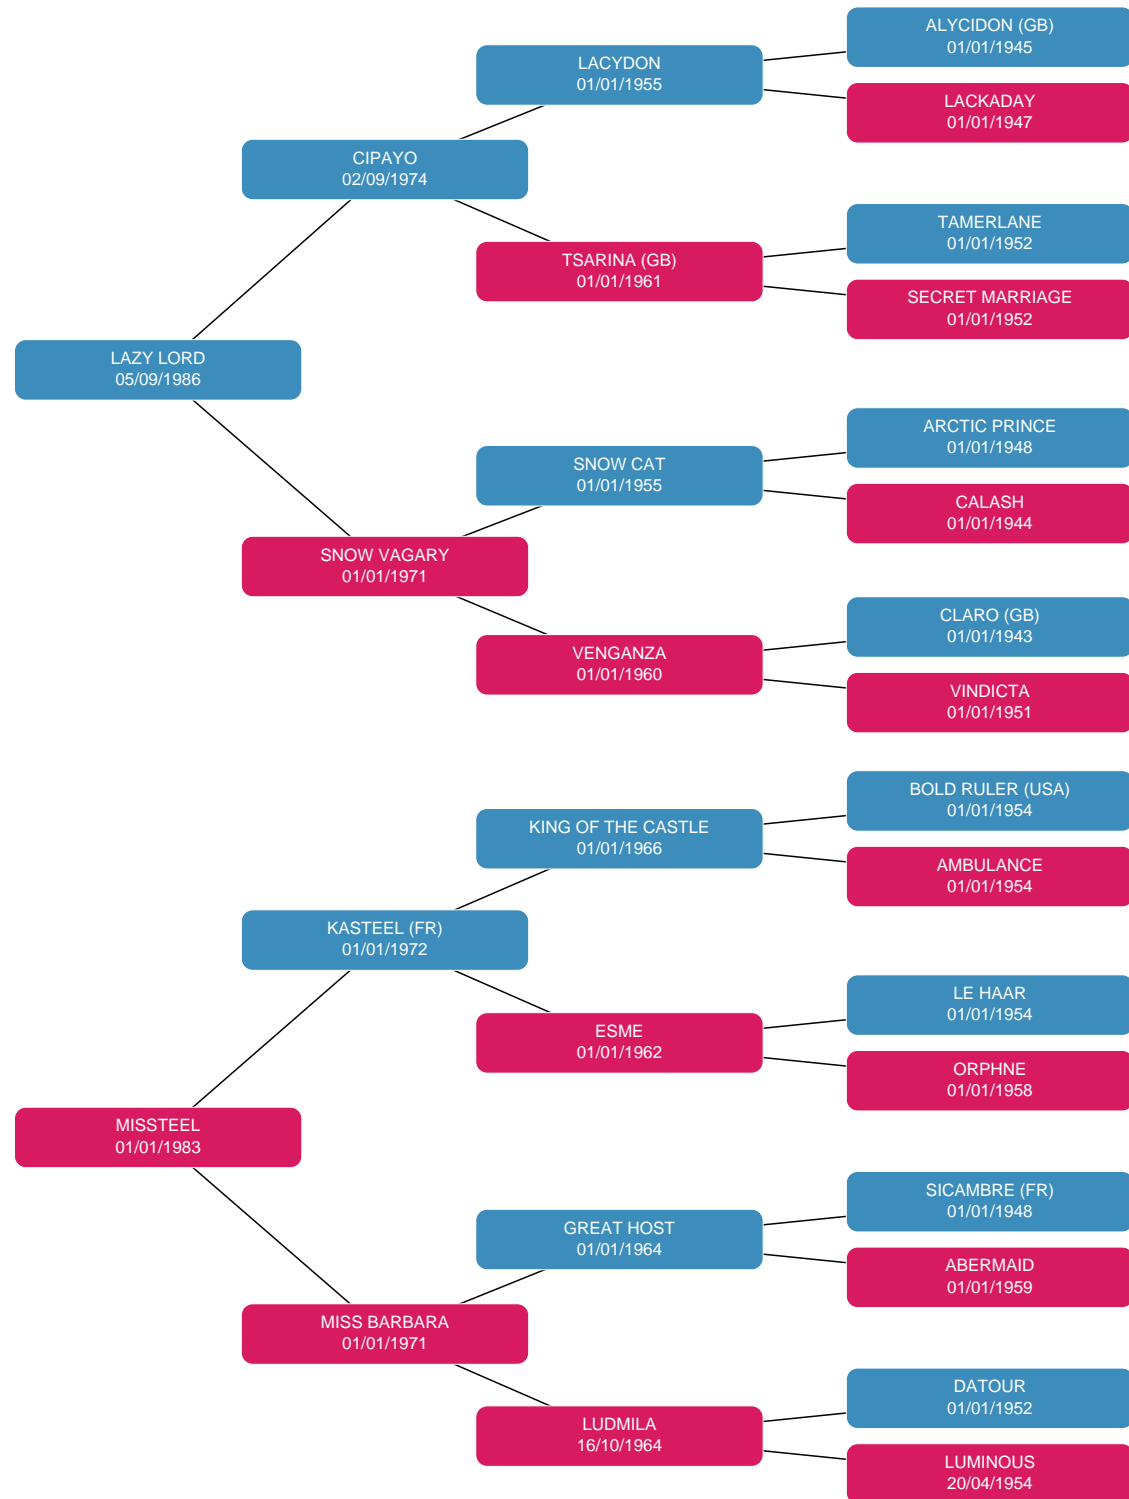 ALYCIDON (GB)
01/01/1945
LACYDON
01/01/1955
LACKADAY
01/01/1947
CIPAYO
02/09/1974
TAMERLANE
01/01/1952
TSARINA (GB)
01/01/1961
SECRET MARRIAGE
01/01/1952
LAZY LORD
05/09/1986
ARCTIC PRINCE
01/01/1948
SNOW CAT
01/01/1955
CALASH
01/01/1944
SNOW VAGARY
01/01/1971
CLARO (GB)
01/01/1943
VENGANZA
01/01/1960
VINDICTA
01/01/1951
BOLD RULER (USA)
01/01/1954
KING OF THE CASTLE
01/01/1966
AMBULANCE
01/01/1954
KASTEEL (FR)
01/01/1972
LE HAAR
01/01/1954
ESME
01/01/1962
ORPHNE
01/01/1958
MISSTEEL
01/01/1983
SICAMBRE (FR)
01/01/1948
GREAT HOST
01/01/1964
ABERMAID
01/01/1959
MISS BARBARA
01/01/1971
DATOUR
01/01/1952
LUDMILA
16/10/1964
LUMINOUS
20/04/1954